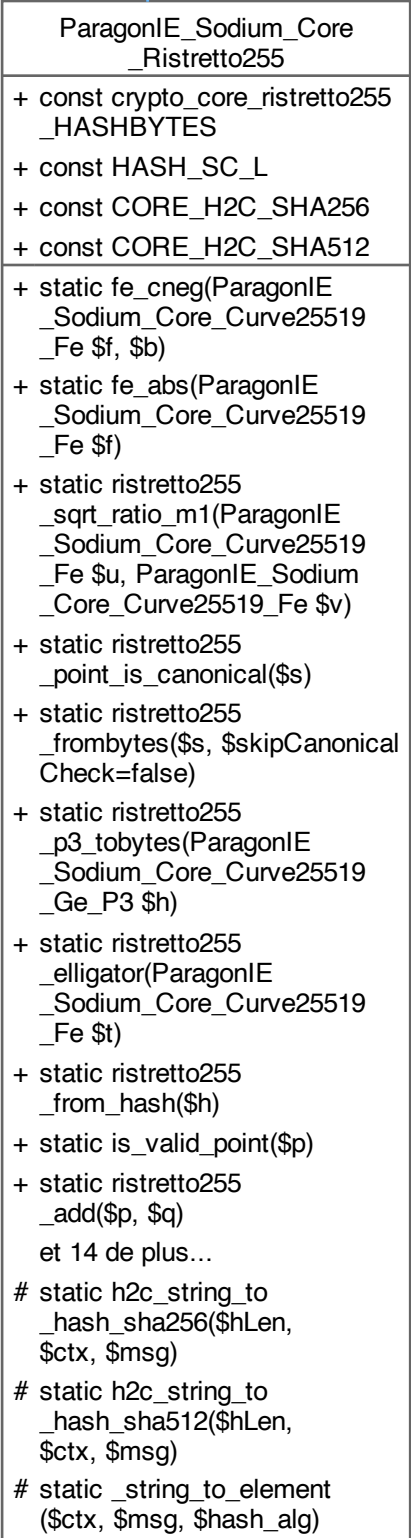 ParagonIE_Sodium_Core
_Ristretto255
+ const crypto_core_ristretto255
_HASHBYTES
+ const HASH_SC_L
+ const CORE_H2C_SHA256
+ const CORE_H2C_SHA512
+ static fe_cneg(ParagonIE
_Sodium_Core_Curve25519
_Fe $f, $b)
+ static fe_abs(ParagonIE
_Sodium_Core_Curve25519
_Fe $f)
+ static ristretto255
_sqrt_ratio_m1(ParagonIE
_Sodium_Core_Curve25519
_Fe $u, ParagonIE_Sodium
_Core_Curve25519_Fe $v)
+ static ristretto255
_point_is_canonical($s)
+ static ristretto255
_frombytes($s, $skipCanonical
Check=false)
+ static ristretto255
_p3_tobytes(ParagonIE
_Sodium_Core_Curve25519
_Ge_P3 $h)
+ static ristretto255
_elligator(ParagonIE
_Sodium_Core_Curve25519
_Fe $t)
+ static ristretto255
_from_hash($h)
+ static is_valid_point($p)
+ static ristretto255
_add($p, $q)
et 14 de plus...
# static h2c_string_to
_hash_sha256($hLen,
$ctx, $msg)
# static h2c_string_to
_hash_sha512($hLen,
$ctx, $msg)
# static _string_to_element
($ctx, $msg, $hash_alg)